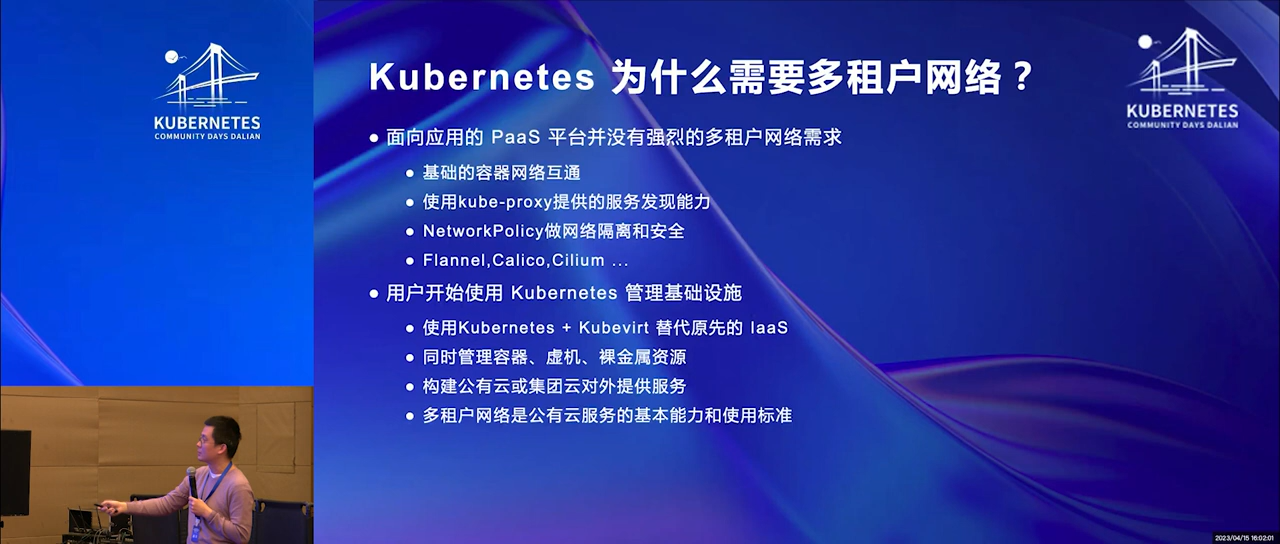 KUBERNETES
COMMUNITY DAYS DALIAN
Kubernetes 为什么需要多租户网络？
KUBERNETES
COMMUNITY DAYS DALIAN
● 面向应用的 PaaS 平台并没有强烈的多租户网络需求
● 基础的容器网络互通
● 使用kube-proxy提供的服务发现能力
● NetworkPolicy做网络隔离和安全
● Flannel,Calico,Cilium ...
● 用户开始使用 Kubernetes 管理基础设施
● 使用Kubernetes + Kubevirt 替代原先的 IaaS
● 同时管理容器、虚机、裸金属资源
● 构建公有云或集团云对外提供服务
● 多租户网络是公有云服务的基本能力和使用标准
2023/04/15 16:02:01